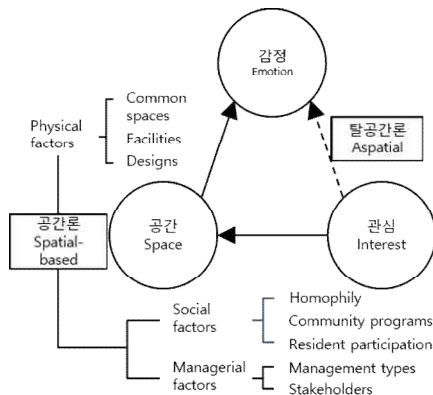 감정
Emotion
Common
spaces
Physical
factors
Facilities
Designs
탈공간론
Aspatial
공간론
Spatial-
based
공간
Space
관심
Interest
Social
factors
Homophily
Community programs
Resident participation
Managerial
factors
Management types
Stakeholders